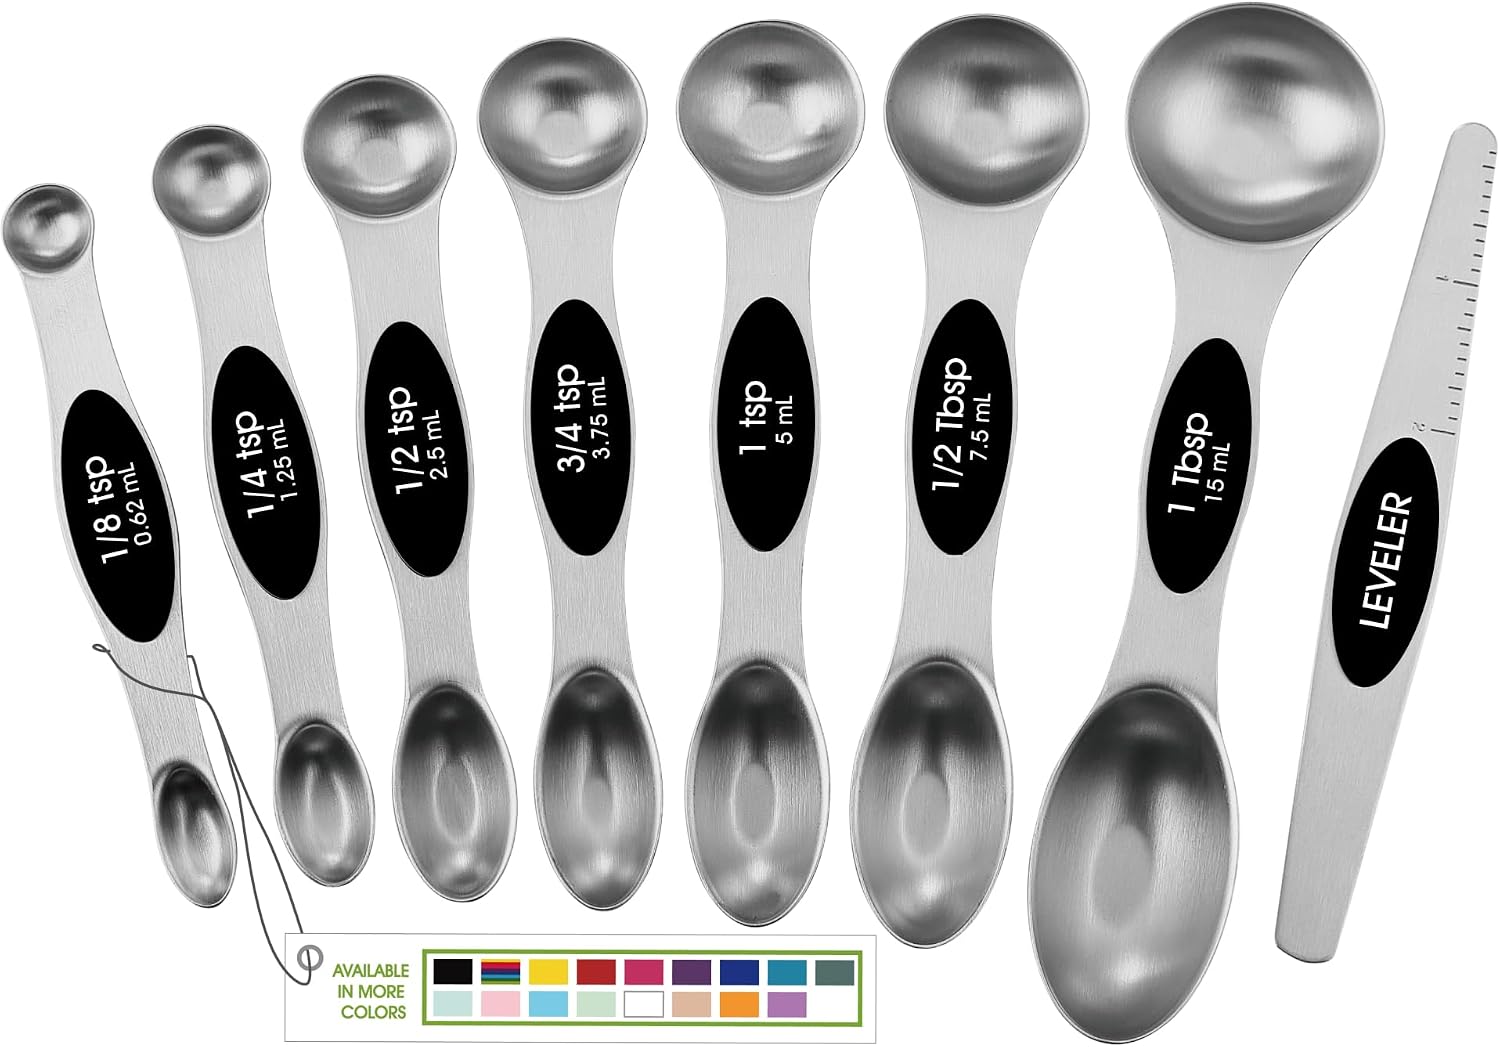 1/8 tsp
0.62 mL
1/4 tsp
1.25 mL
1/2 tsp
2.5 mL
3/4 tsp
3.75 mL
1 tsp
5 mL
1/2 Tbsp
7.5 mL
1 Tbsp
15 mL
1
2
LEVELER
AVAILABLE
IN MORE
COLORS